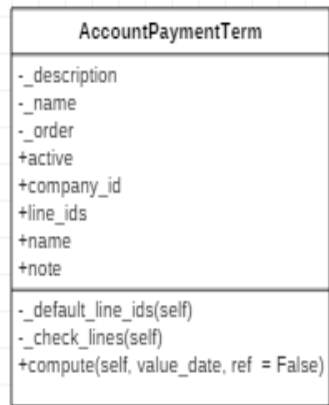 AccountPaymentTerm
-_description
-_name
-_order
+active
+company_id
+line_ids
+name
+note
-_default_line_ids(self)
-_check_lines(self)
+compute(self, value_date, ref = False)